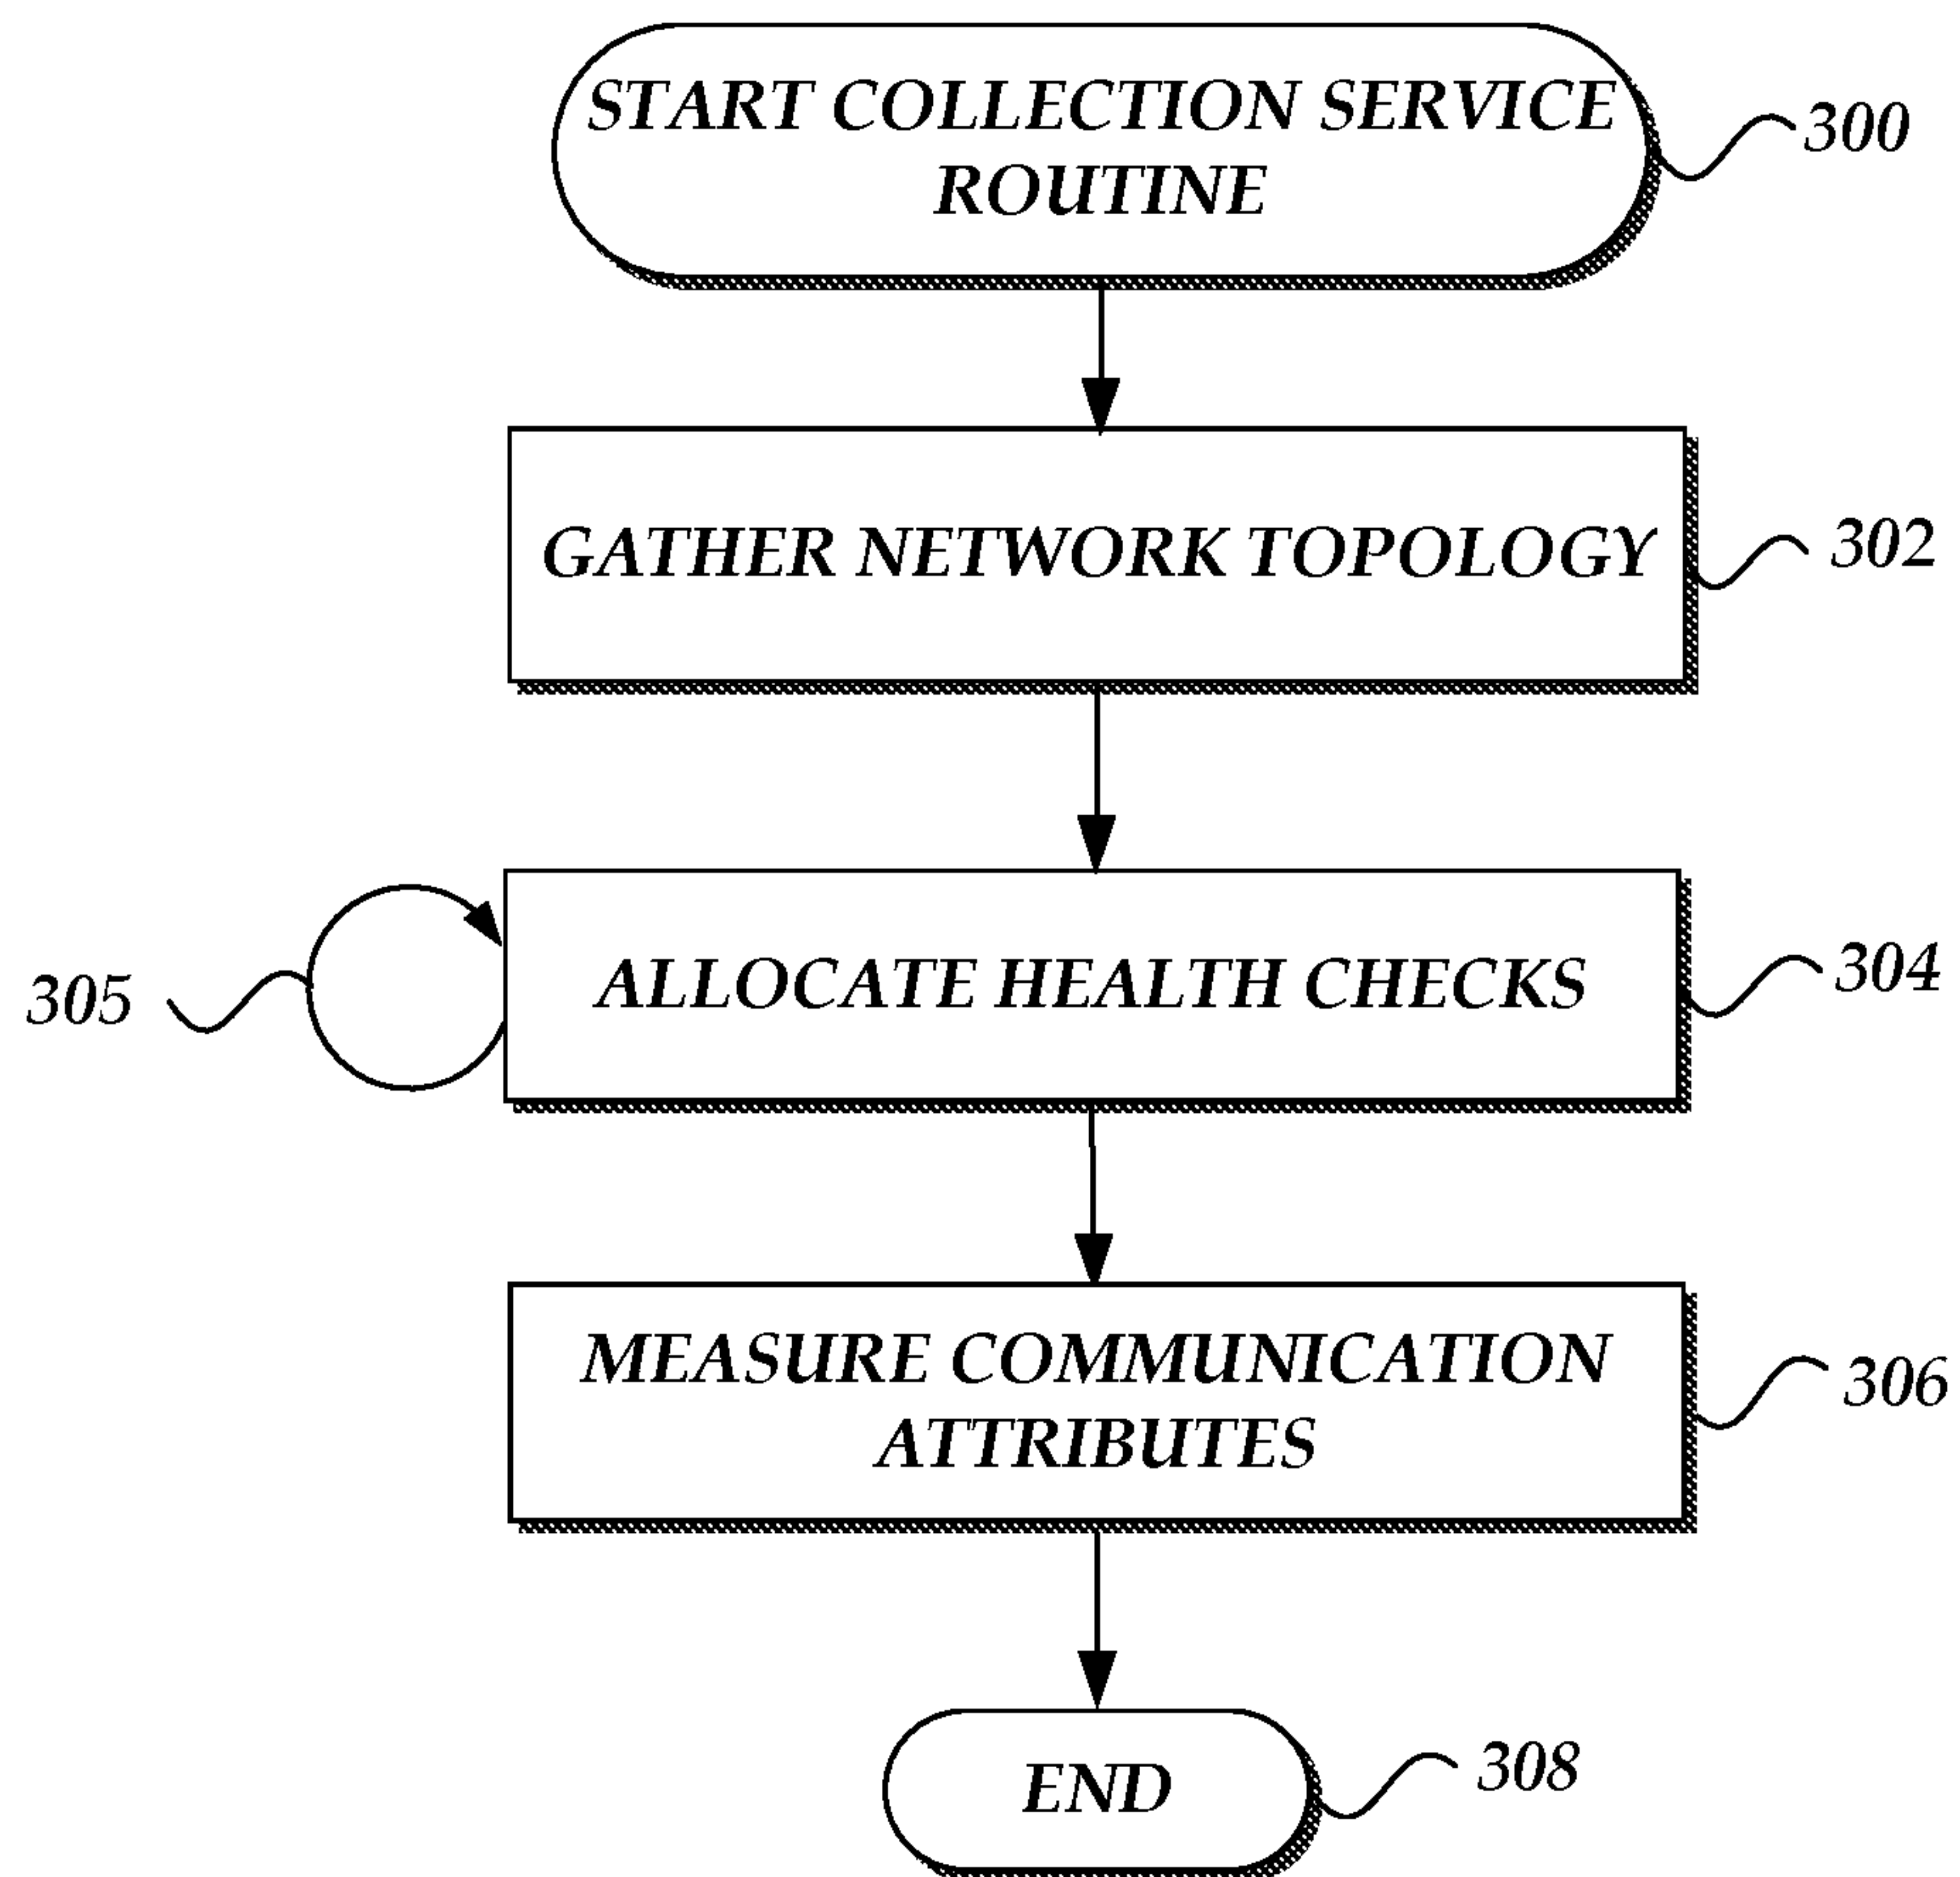 START COLLECTION SERVICE
ROUTINE
300
GATHER NETWORK TOPOLOGY
302
305
ALLOCATE HEALTH CHECKS
304
MEASURE COMMUNICATION
ATTRIBUTES
306
END
308